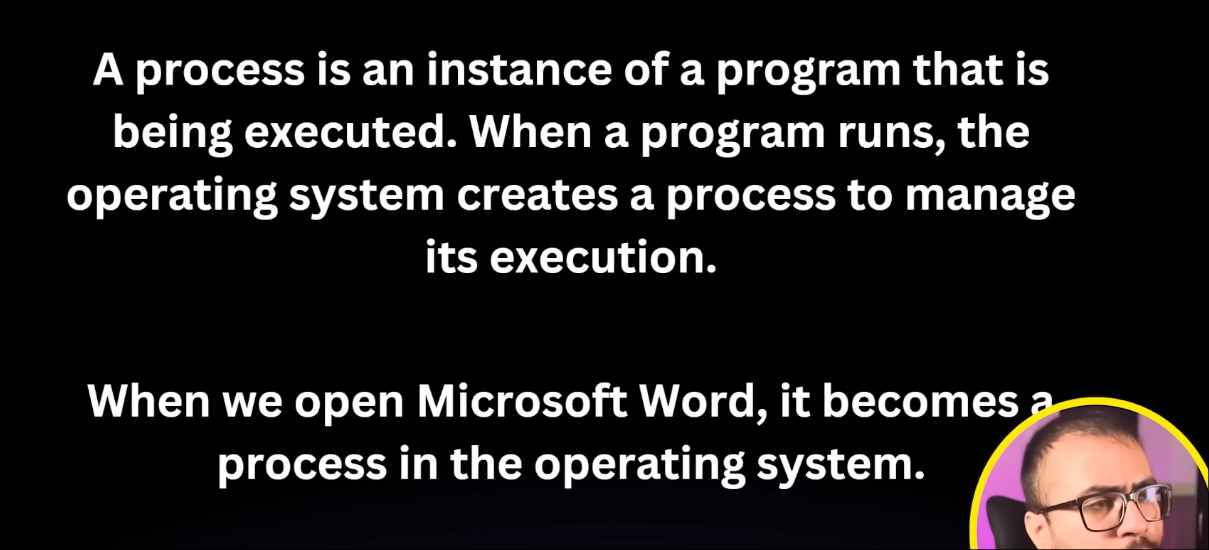 A process is an instance of a program that is
being executed. When a program runs, the
operating system creates a process to manage
its execution.
When we open Microsoft Word, it becomes a
process in the operating system.